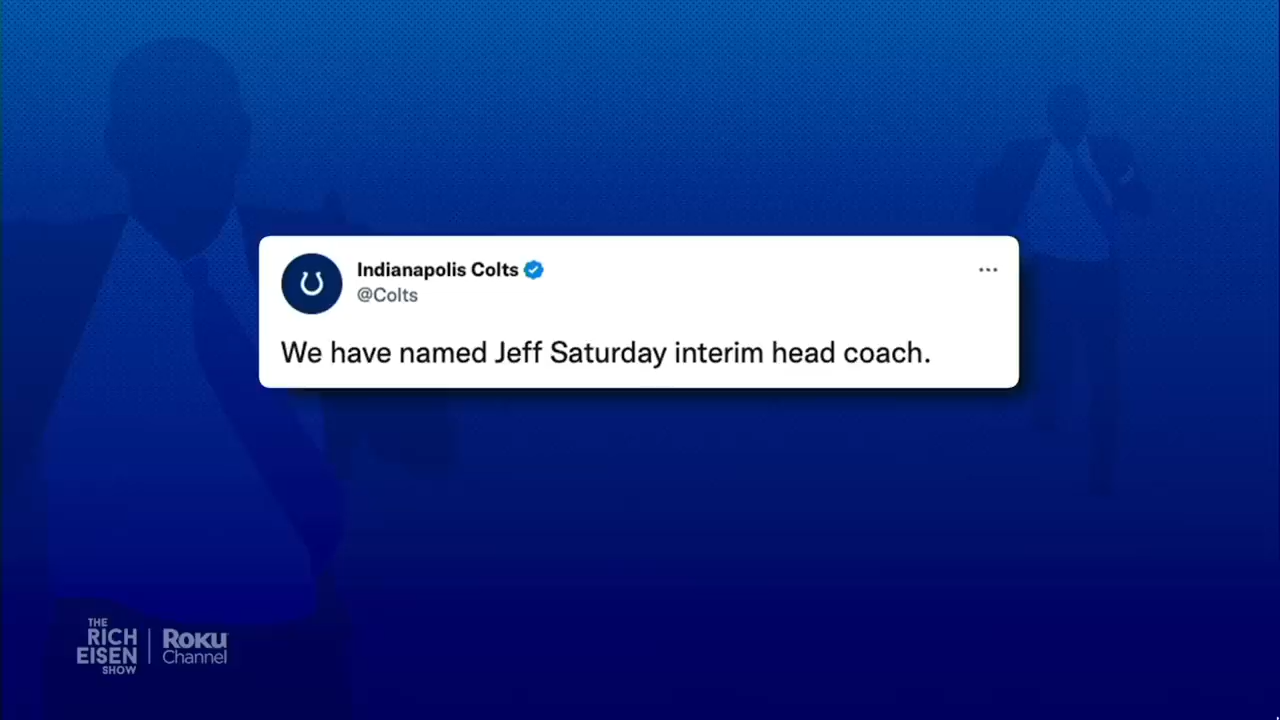 Indianapolis Colts
@Colts
We have named Jeff Saturday interim head coach.
THE
RICH
EISEN
SHOW
Roku
Channel